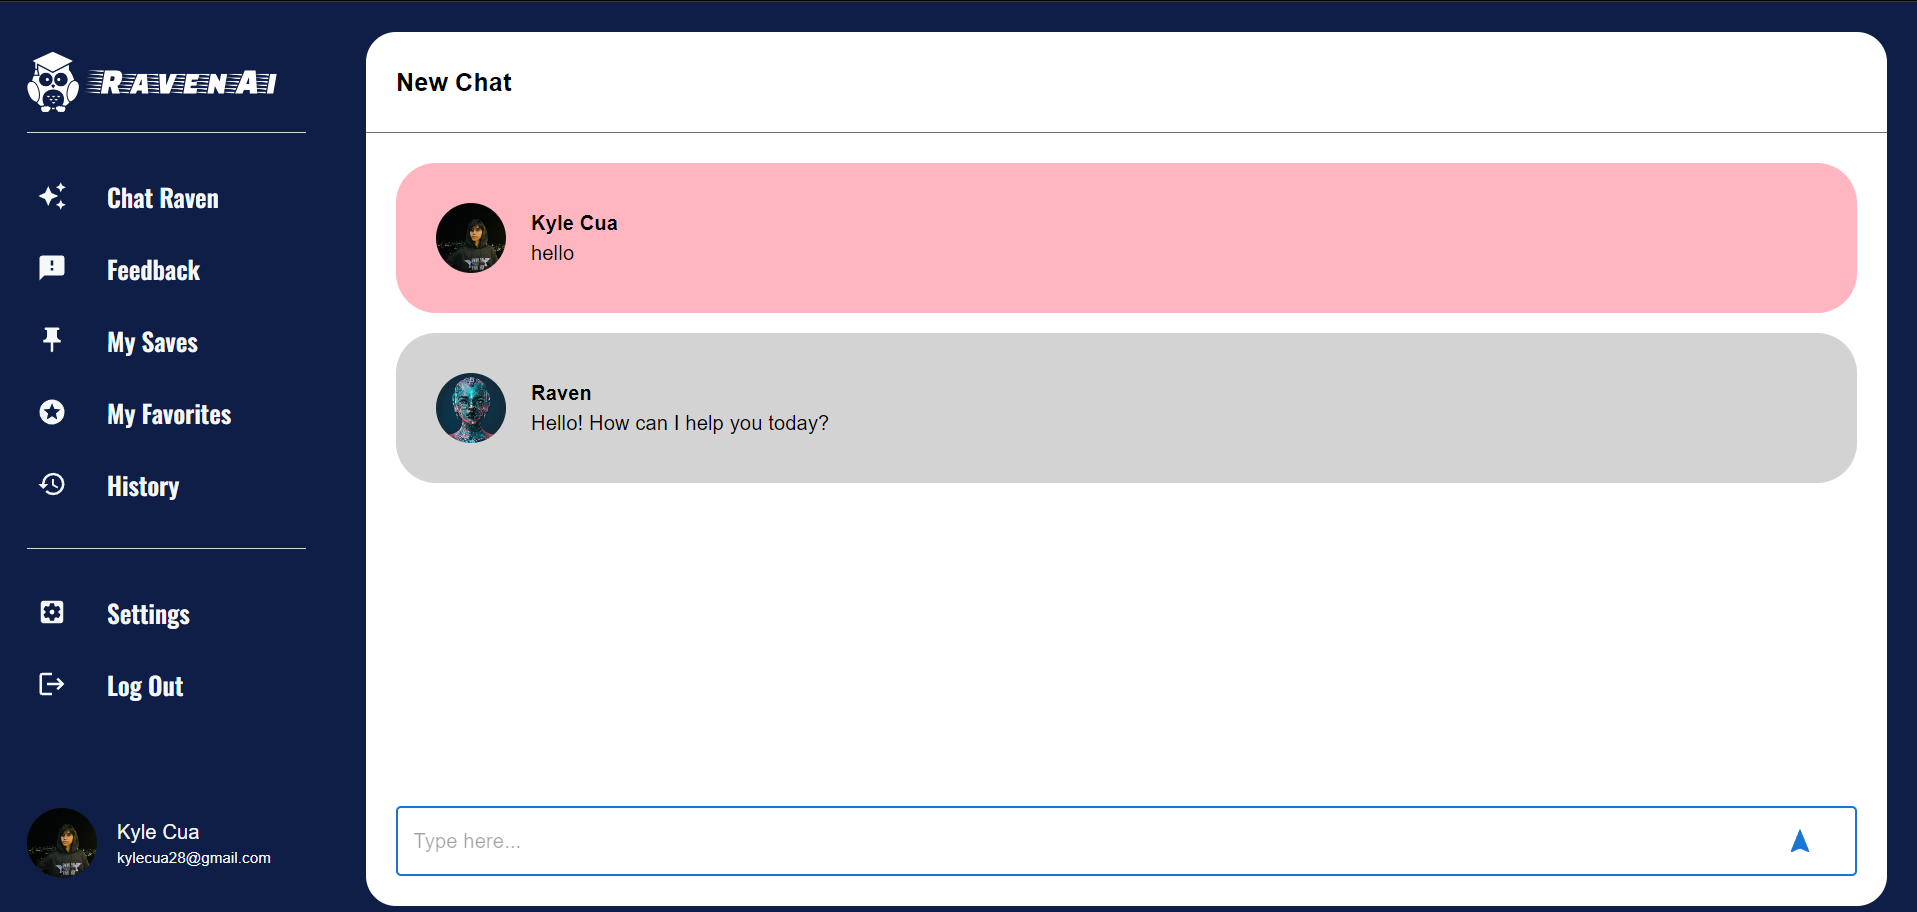 RavenAi
Chat Raven
Feedback
My Saves
My Favorites
History
Settings
Log Out
Kyle Cua
kylecua28@gmail.com
New Chat
Kyle Cua
hello
Raven
Hello! How can I help you today?
Type here...